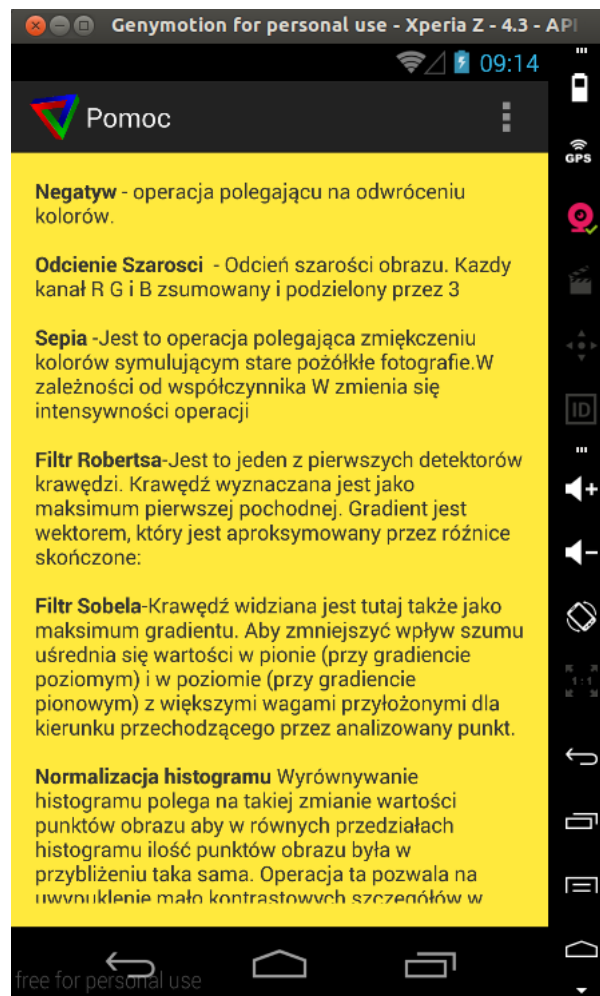 Genymotion for personal use - Xperia Z - 4.3 - API
09:14
Pomoc
GPS
Negatyw - operacja polegającu na odwróceniu
kolorów.
Odcienie Szarosci - Odcień szarości obrazu. Kazdy
kanał R G i B zsumowany i podzielony przez 3
Sepia -Jest to operacja polegająca zmiękczeniu
kolorów symulującym stare pożółkłe fotografie.W
zależności od współczynnika W zmienia się
intensywności operacji
ID
Filtr Robertsa-Jest to jeden z pierwszych detektorów
krawędzi. Krawędź wyznaczana jest jako
maksimum pierwszej pochodnej. Gradient jest
wektorem, który jest aproksymowany przez różnice
skończone:
Filtr Sobela-Krawędź widziana jest tutaj także jako
maksimum gradientu. Aby zmniejszyć wpływ szumu
uśrednia się wartości w pionie (przy gradiencie
poziomym) i w poziomie (przy gradiencie
pionowym) z większymi wagami przyłożonymi dla
kierunku przechodzącego przez analizowany punkt.
1:1
Normalizacja histogramu Wyrównywanie
histogramu polega na takiej zmianie wartości
punktów obrazu aby w równych przedziałach
histogramu ilość punktów obrazu była w
przybliżeniu taka sama. Operacja ta pozwala na
uwypuklenie mało kontrastowych szczegółów w
free for personal use